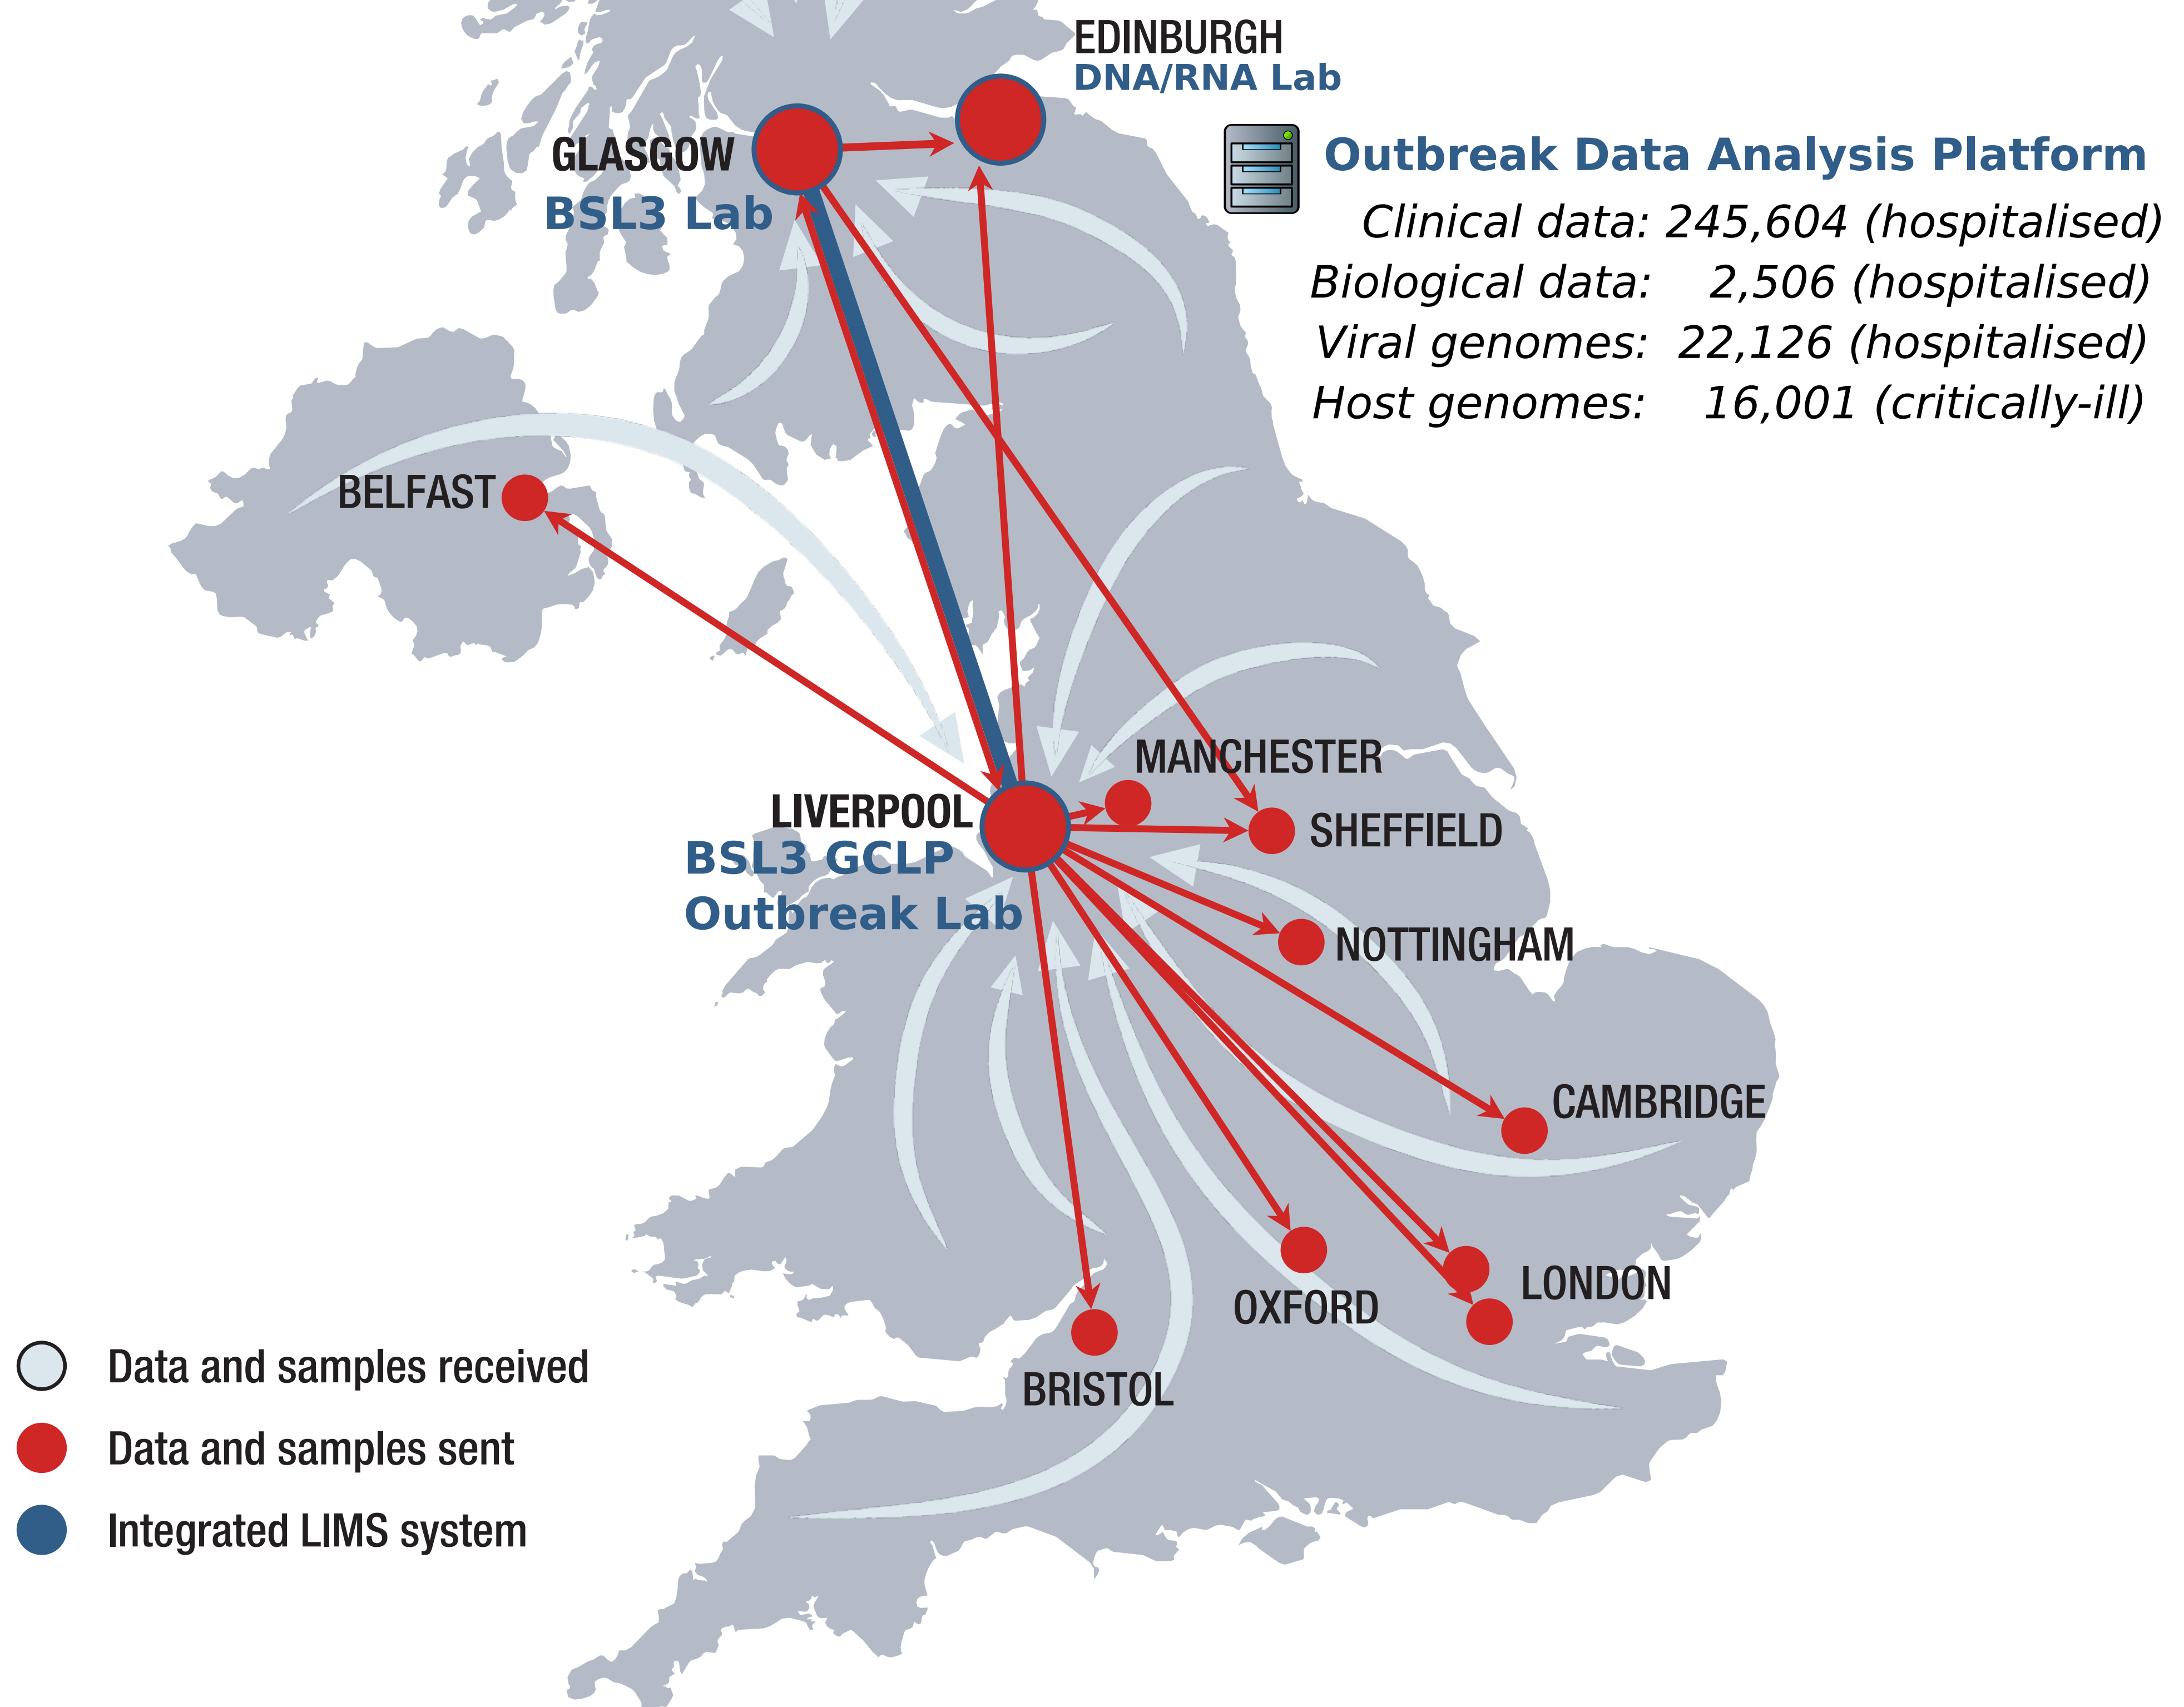 EDINBURGH
DNA/RNA Lab
GLASGOW
BSL3 Lab
Outbreak Data Analysis Platform
Clinical data: 245,604 (hospitalised)
Biological data: 2,506 (hospitalised)
Viral genomes: 22,126 (hospitalised)
Host genomes: 16,001 (critically-ill)
BELFAST
MANCHESTER
LIVERPOOL
BSL3 GCLP
Outbreak Lab
SHEFFIELD
NOTTINGHAM
CAMBRIDGE
LONDON
OXFORD
BRISTOL
Data and samples received
Data and samples sent
Integrated LIMS system